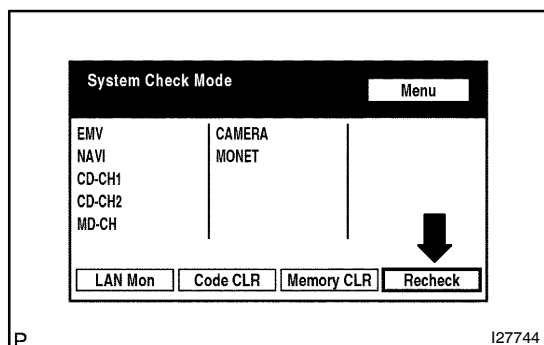 System Check Mode
Menu
EMV
NAVI
CD-CH1
CD-CH2
MD-CH
CAMERA
MONET
LAN Mon
Code CLR
Memory CLR
Recheck
P
I27744